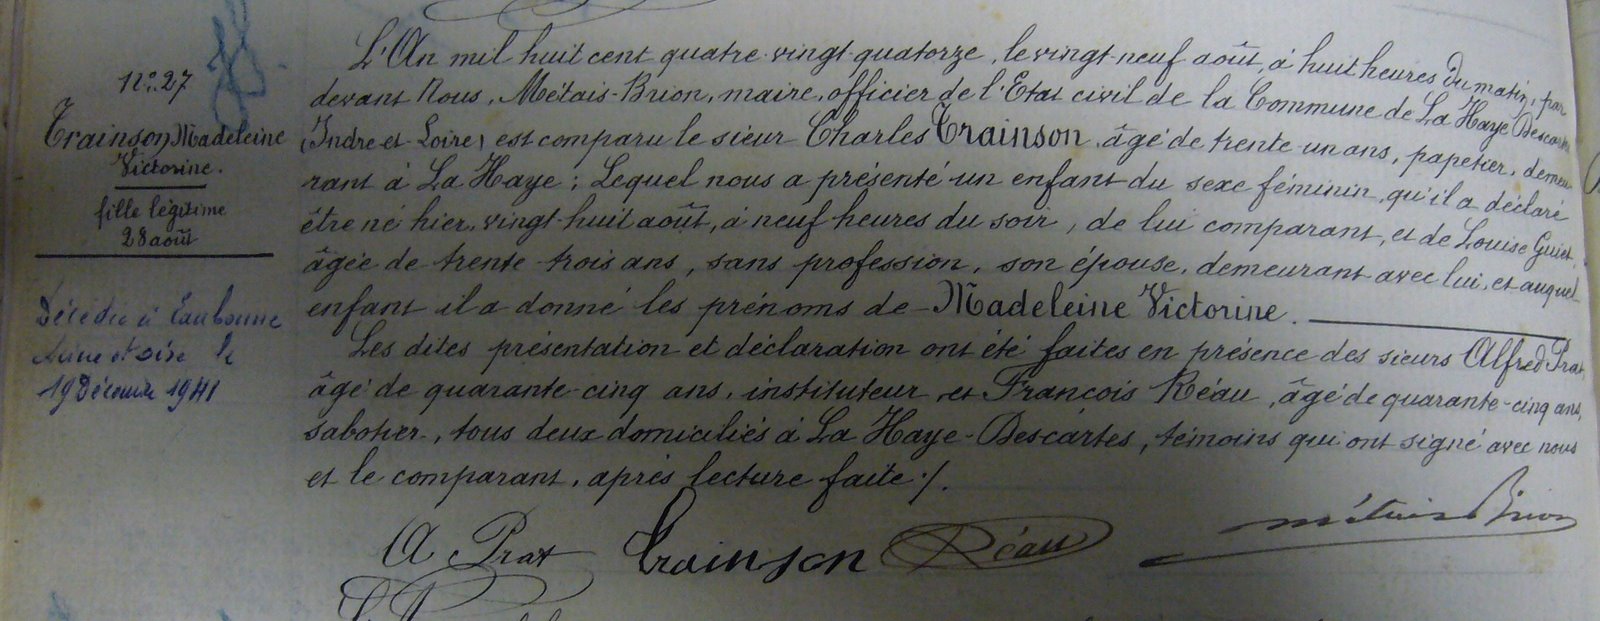 N° 27
Trainson Madeleine
Victorine.
fille légitime
28 août
Décédée à Eaubonne
Seine et Oise le
19 Décembre 1941
L'An mil huit cent quatre-vingt-quatorze, le vingt-neuf août, à huit heures du matin, par
devant Nous, Métais-Brion, maire, officier de l'Etat civil de la Commune de La Haye Descartes
(Indre-et-Loire) est comparu le sieur Charles Trainson, âgé de trente-un ans, papetier, demeu-
rant à La Haye ; Lequel nous a présenté un enfant du sexe féminin, qu'il a déclaré
être né hier, vingt-huit août, à neuf heures du soir, de lui comparant, et de Louise Guiet,
âgée de trente-trois ans, sans profession, son épouse, demeurant avec lui, et auquel
enfant il a donné les prénoms de - Madeleine Victorine.
Les dites présentation et déclaration ont été faites en présence des sieurs Alfred Prat,
âgé de quarante-cinq ans, instituteur, et François Réau, âgé de quarante-cinq ans,
sabotier, tous deux domiciliés à La Haye-Descartes, témoins qui ont signé avec nous
et le comparant, après lecture faite ./.
A Prat Trainson Réau Métais Brion